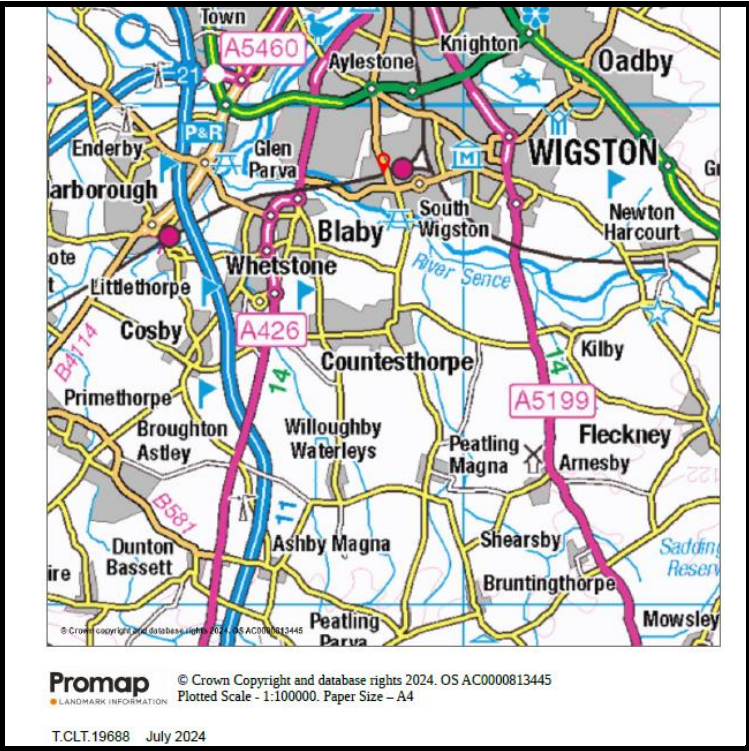 Town
A5460
Knighton
Aylestone
Oadby
21
P&R
Enderby
Glen
Parva
M
WIGSTON
arborough
South
Wigston
Newton
Harcourt
Blaby
Whetstone
River Sence
ote
t
Littlethorpe
Cosby
A426
B4114
Countesthorpe
14
14
Kilby
Primethorpe
A5199
Broughton
Astley
Willoughby
Waterleys
Peatling
Magna
Fleckney
Arnesby
122
B581
11
Dunton
Bassett
Ashby Magna
Shearsby
Saddin
Reserv
ire
Bruntingthorpe
Peatling
Parva
Mowsley
© Crown copyright and database rights 2024. OS AC0000813445
Promap
LANDMARK INFORMATION
© Crown Copyright and database rights 2024. OS AC0000813445
Plotted Scale - 1:100000. Paper Size – A4
T.CLT.19688 July 2024